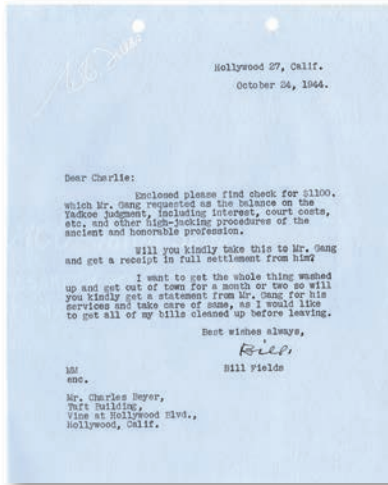 Hollywood 27, Calif.
October 24, 1944.
Dear Charlie:
Enclosed please find check for $1100.
which Mr. Gang requested as the balance on the
Yadkoe judgment, including interest, court costs,
etc. and other high-jacking procedures of the
ancient and honorable profession.
Will you kindly take this to Mr. Gang
and get a receipt in full settlement from him?
I want to get the whole thing washed
up and get out of town for a month or two so will
you kindly get a statement from Mr. Gang for his
services and take care of same, as I would like
to get all of my bills cleaned up before leaving.
Best wishes always,
Bill.
Bill Fields
MM
enc.
Mr. Charles Beyer,
Taft Building,
Vine at Hollywood Blvd.,
Hollywood, Calif.